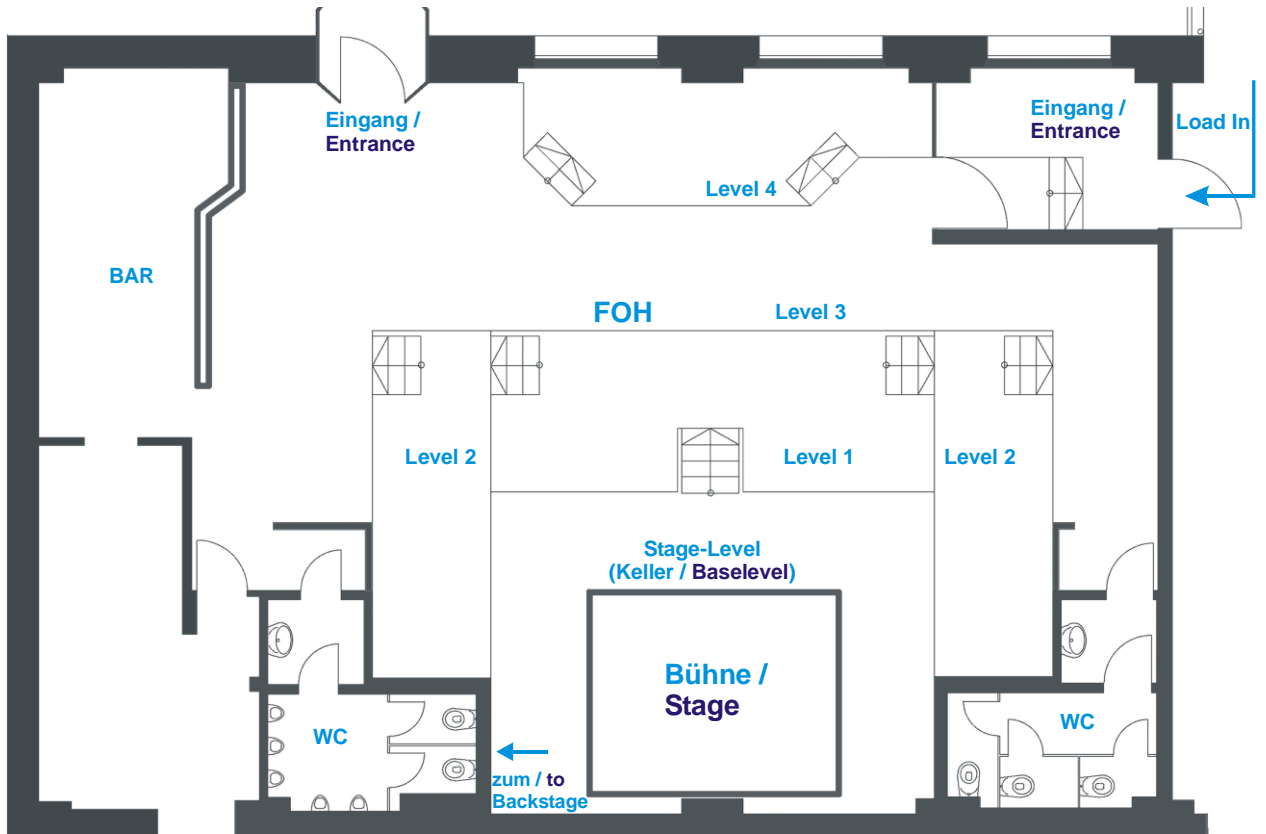 Eingang /
Entrance
Eingang /
Entrance
Load In
Level 4
BAR
FOH
Level 3
Level 2
Level 1
Level 2
Stage-Level
(Keller / Baselevel)
Bühne /
Stage
WC
WC
zum / to
Backstage